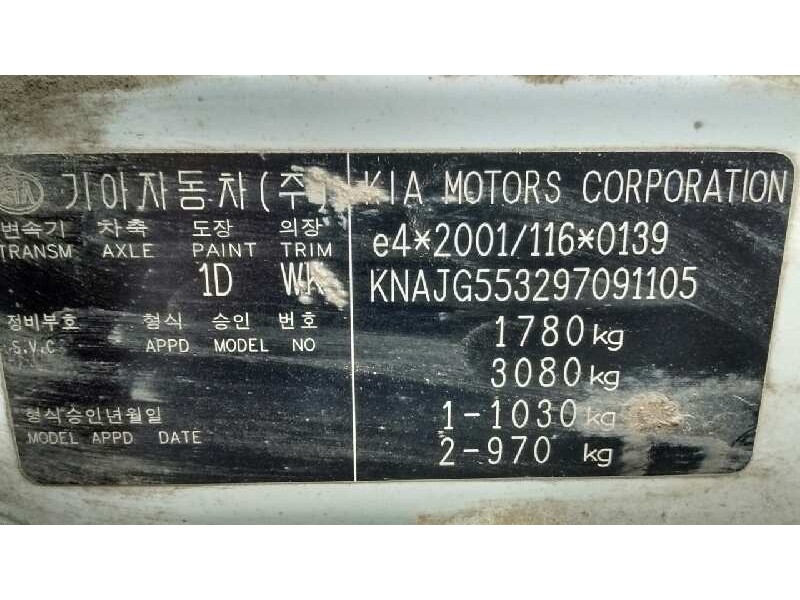 KIA 기아자동차(주) KIA MOTORS CORPORATION
변속기 차축 도장 의장
TRANSM AXLE PAINT TRIM
1D WK
정비부호 형식 승인 번호
S.V.C APPD MODEL NO
형식승인년월일
MODEL APPD DATE
e4*2001/116*0139
KNAJG553297091105
1780 kg
3080 kg
1-1030 kg
2-970 kg